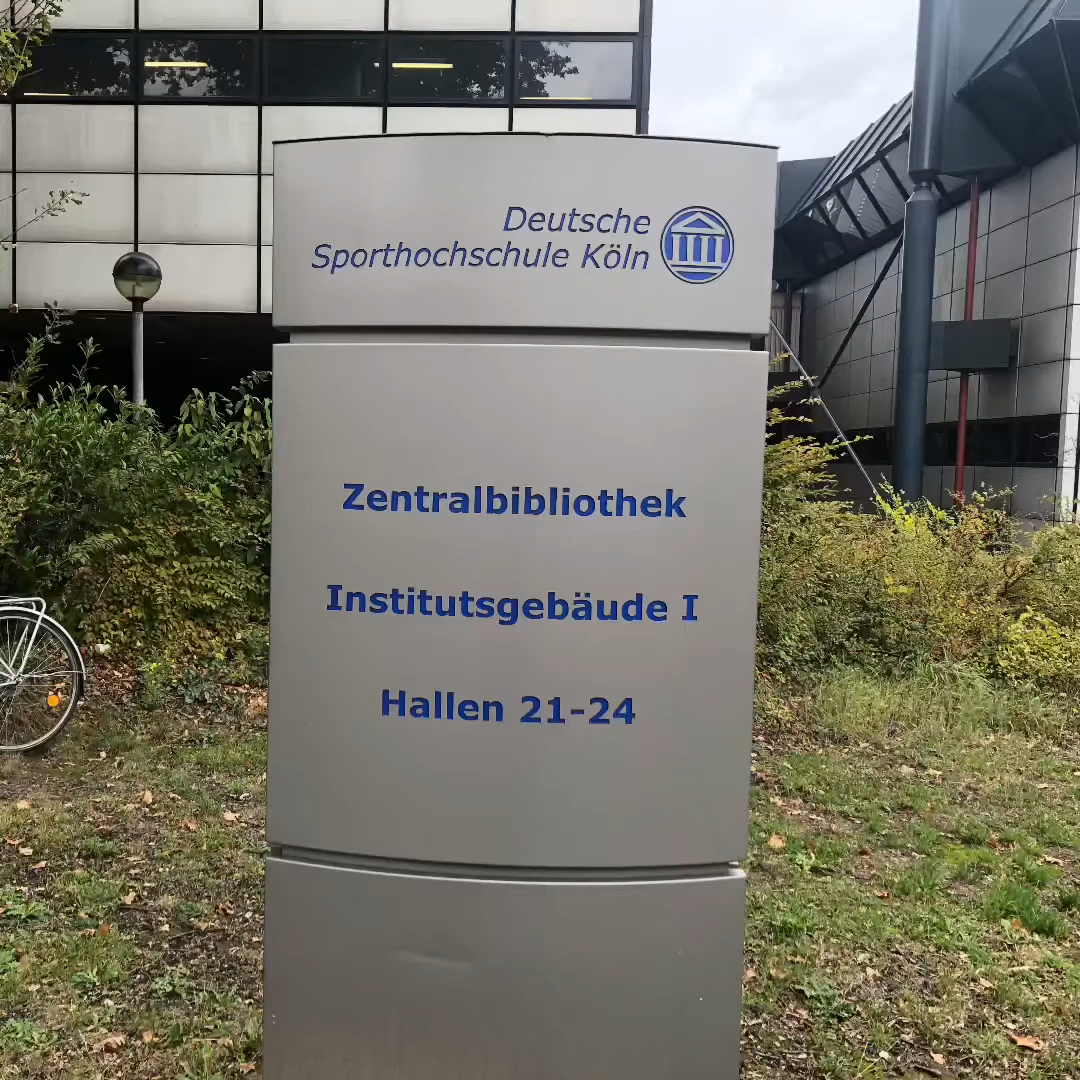 Deutsche
Sporthochschule Köln
Zentralbibliothek
Institutsgebäude I
Hallen 21-24